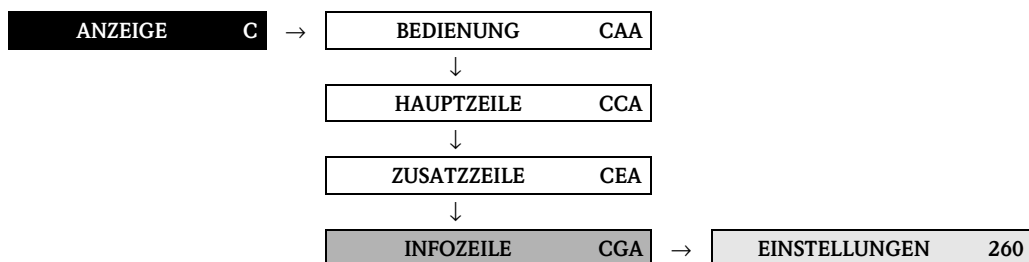 ANZEIGE C → BEDIENUNG CAA
↓
HAUPTZEILE CCA
↓
ZUSATZZEILE CEA
↓
INFOZEILE CGA → EINSTELLUNGEN 260